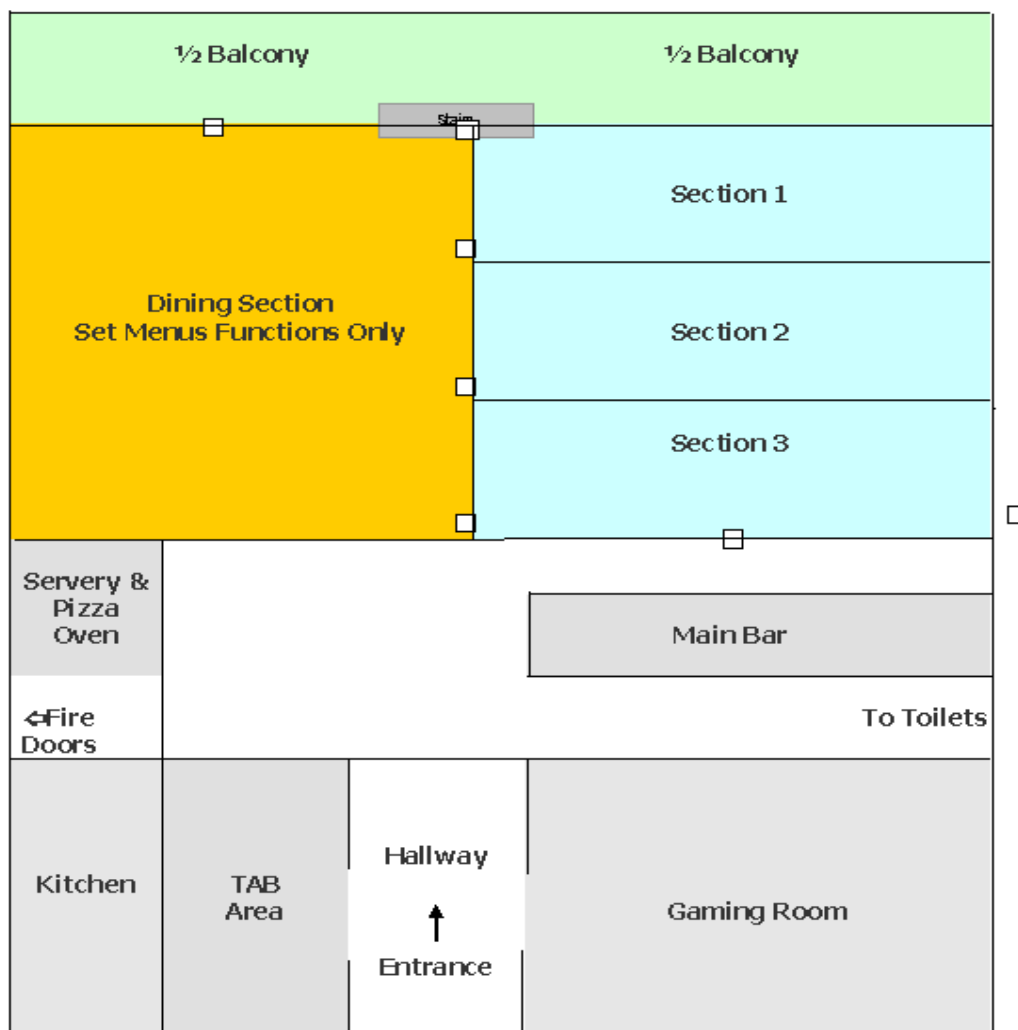 ½ Balcony
½ Balcony
Stairs
Section 1
Dining Section
Set Menus Functions Only
Section 2
Section 3
Servery &
Pizza
Oven
Main Bar
⇦Fire
Doors
To Toilets
Kitchen
TAB
Area
Hallway
Entrance
Gaming Room